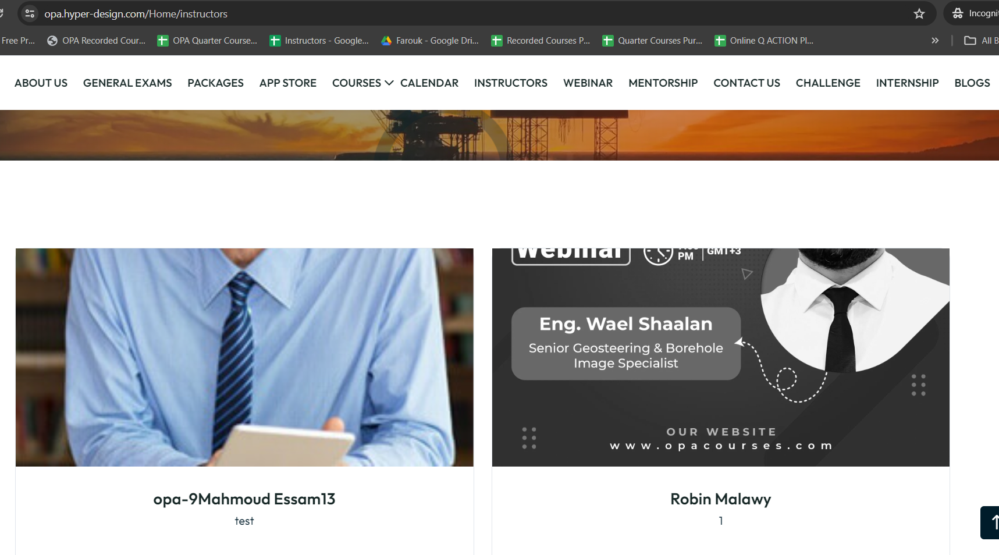 opa.hyper-design.com/Home/instructors
Free Pr... OPA Recorded Cour... OPA Quarter Course... Instructors - Google... Farouk - Google Dri... Recorded Courses P... Quarter Courses Pur... Online Q ACTION Pl... » All B
ABOUT US GENERAL EXAMS PACKAGES APP STORE COURSES CALENDAR INSTRUCTORS WEBINAR MENTORSHIP CONTACT US CHALLENGE INTERNSHIP BLOGS
Webinar PM GMT+3
Eng. Wael Shaalan
Senior Geosteering & Borehole
Image Specialist
OUR WEBSITE
www.opacourses.com
opa-9Mahmoud Essam13
test
Robin Malawy
1